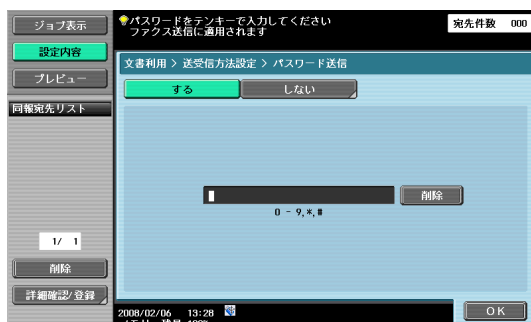 ジョブ表示
設定内容
プレビュー
同報宛先リスト
1/ 1
削除
詳細確認/登録
パスワードをテンキーで入力してください
ファクス送信に適用されます
宛先件数 000
文書利用 > 送受信方法設定 > パスワード送信
する
しない
削除
0 - 9,*,#
2008/02/06 13:28
OK